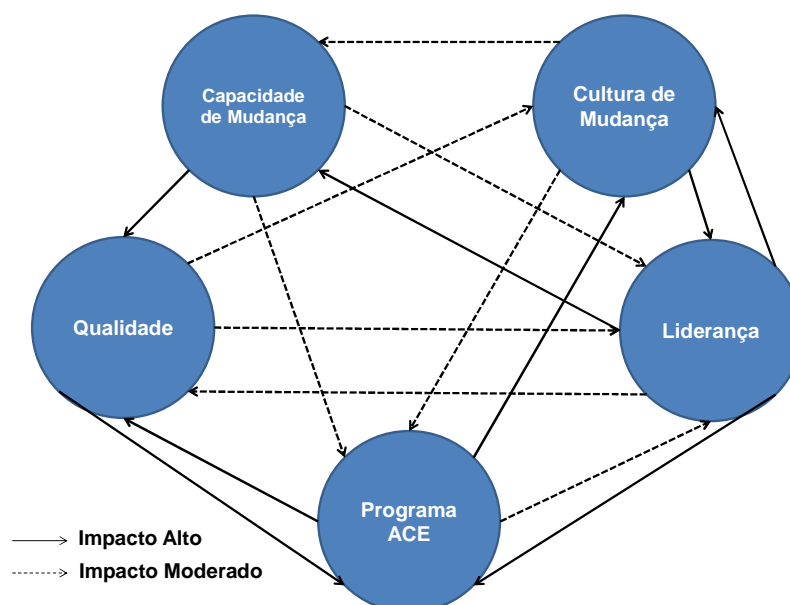 Capacidade
de Mudança
Cultura de
Mudança
Qualidade
Liderança
Programa
ACE
Impacto Alto
Impacto Moderado